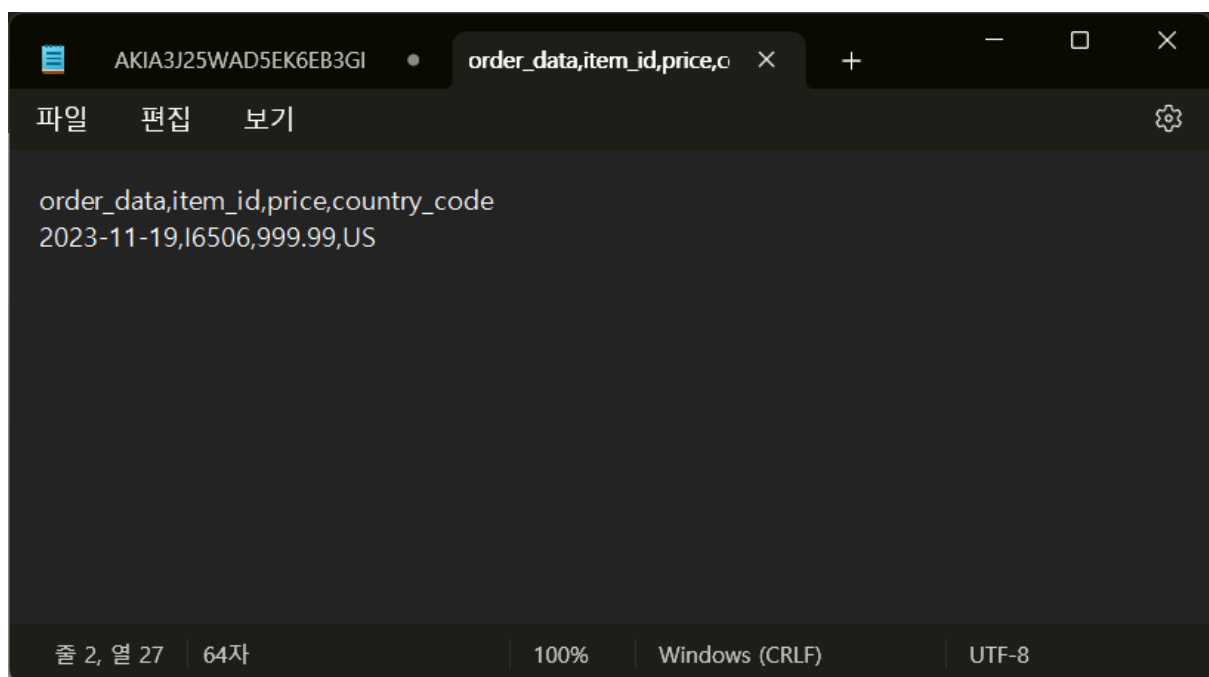 AKIA3J25WAD5EK6EB3GI
order_data,item_id,price,c
파일 편집 보기
order_data,item_id,price,country_code
2023-11-19,I6506,999.99,US
줄 2, 열 27 64자 100% Windows (CRLF) UTF-8